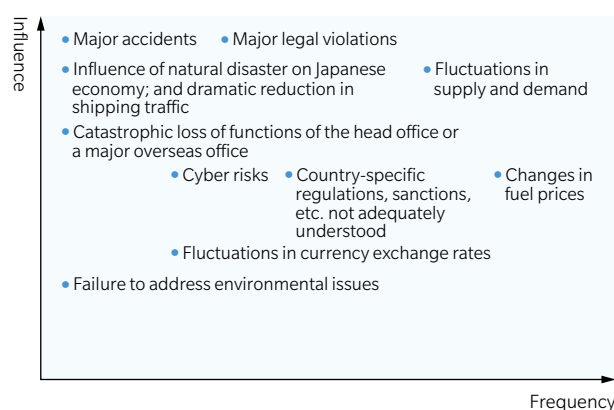 Influence
• Major accidents • Major legal violations
• Influence of natural disaster on Japanese
economy; and dramatic reduction in
shipping traffic
• Fluctuations in
supply and demand
• Catastrophic loss of functions of the head office or
a major overseas office
• Cyber risks
• Country-specific
regulations, sanctions,
etc. not adequately
understood
• Changes in
fuel prices
• Fluctuations in currency exchange rates
• Failure to address environmental issues
Frequency